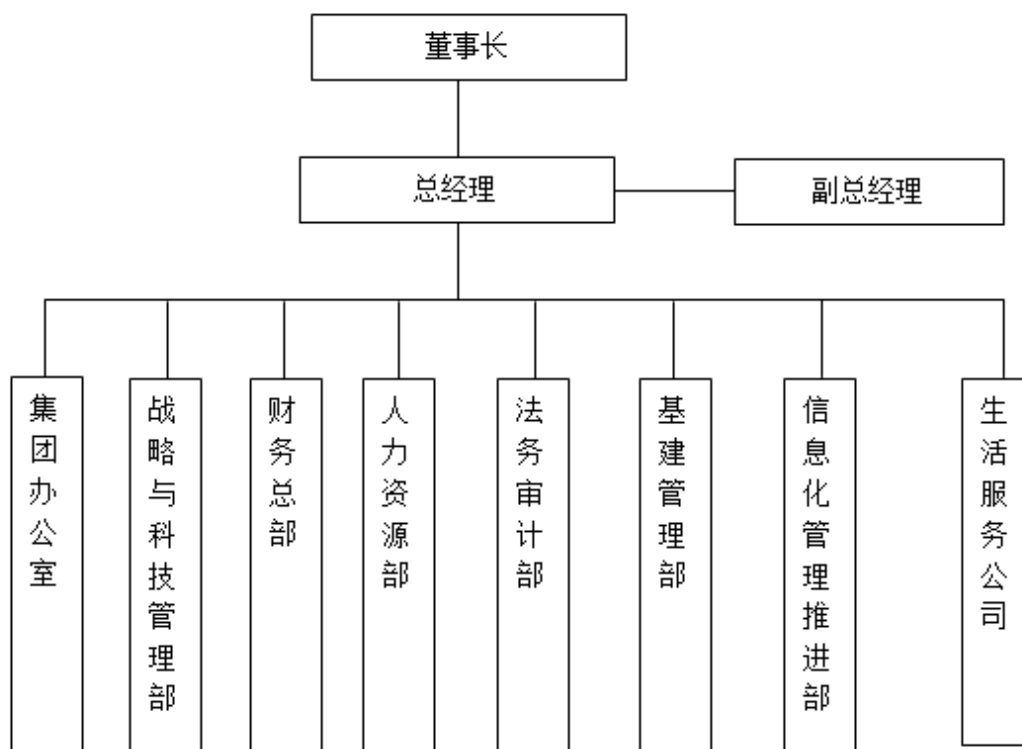 董事长
总经理
副总经理
集团办公室
战略与科技管理部
财务总部
人力资源部
法务审计部
基建管理部
信息化管理推进部
生活服务公司